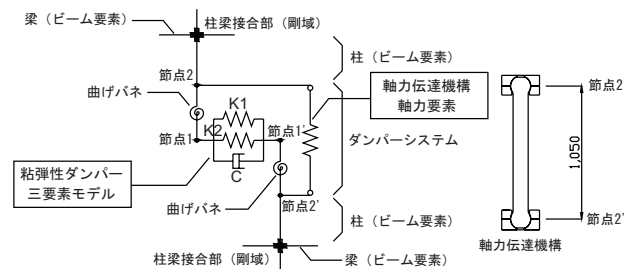 梁（ビーム要素）
柱梁接合部（剛域）
柱（ビーム要素）
節点2
曲げバネ
K1
K2
節点1
節点1'
C
軸力伝達機構
軸力要素
ダンパーシステム
粘弾性ダンパー
三要素モデル
曲げバネ
節点2'
柱（ビーム要素）
柱梁接合部（剛域）
梁（ビーム要素）
節点2
1,050
節点2'
軸力伝達機構